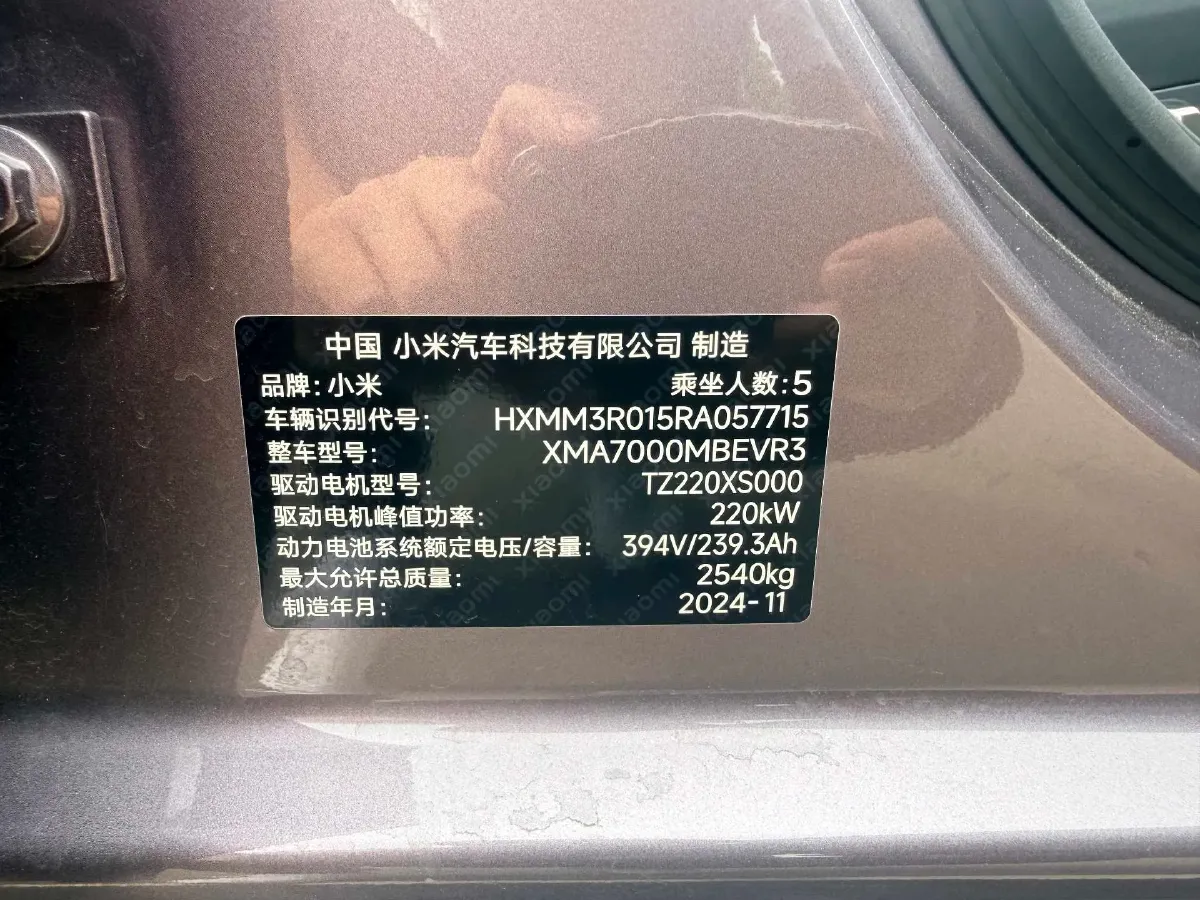 中国 小米汽车科技有限公司 制造
品牌: 小米 乘坐人数: 5
车辆识别代号: HXMM3R015RA057715
整车型号: XMA7000MBEVR3
驱动电机型号: TZ220XS000
驱动电机峰值功率: 220kW
动力电池系统额定电压/容量: 394V/239.3Ah
最大允许总质量: 2540kg
制造年月: 2024-11